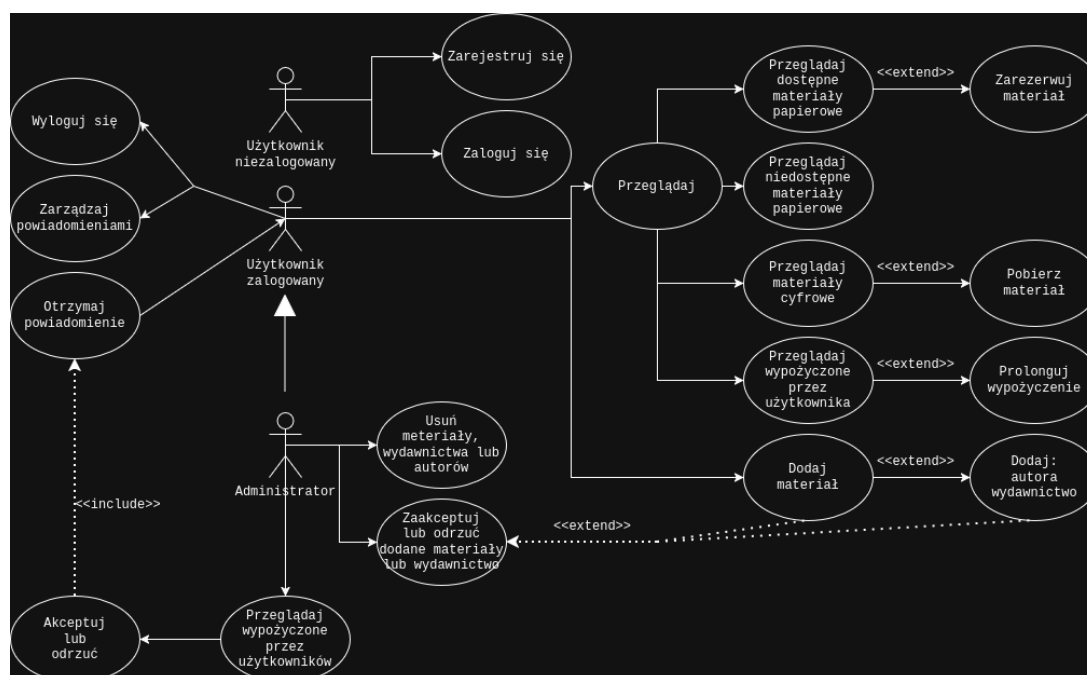 Zarejestruj się
Zaloguj się
Użytkownik
niezalogowany
Wyloguj się
Zarządzaj
powiadomieniami
Otrzymaj
powiadomienie
Użytkownik
zalogowany
Przeglądaj
Przeglądaj
dostępne
materiały
papierowe
<<extend>>
Zarezerwuj
materiał
Przeglądaj
niedostępne
materiały
papierowe
Przeglądaj
materiały
cyfrowe
<<extend>>
Pobierz
materiał
Przeglądaj
wypożyczone
przez
użytkownika
<<extend>>
Prolonguj
wypożyczenie
Dodaj
materiał
<<extend>>
Dodaj:
autora
wydawnictwo
Administrator
Usuń
meteriały,
wydawnictwa lub
autorów
Zaakceptuj
lub odrzuć
dodane materiały
lub wydawnictwo
<<extend>>
<<include>>
Akceptuj
lub
odrzuć
Przeglądaj
wypożyczone
przez
użytkowników